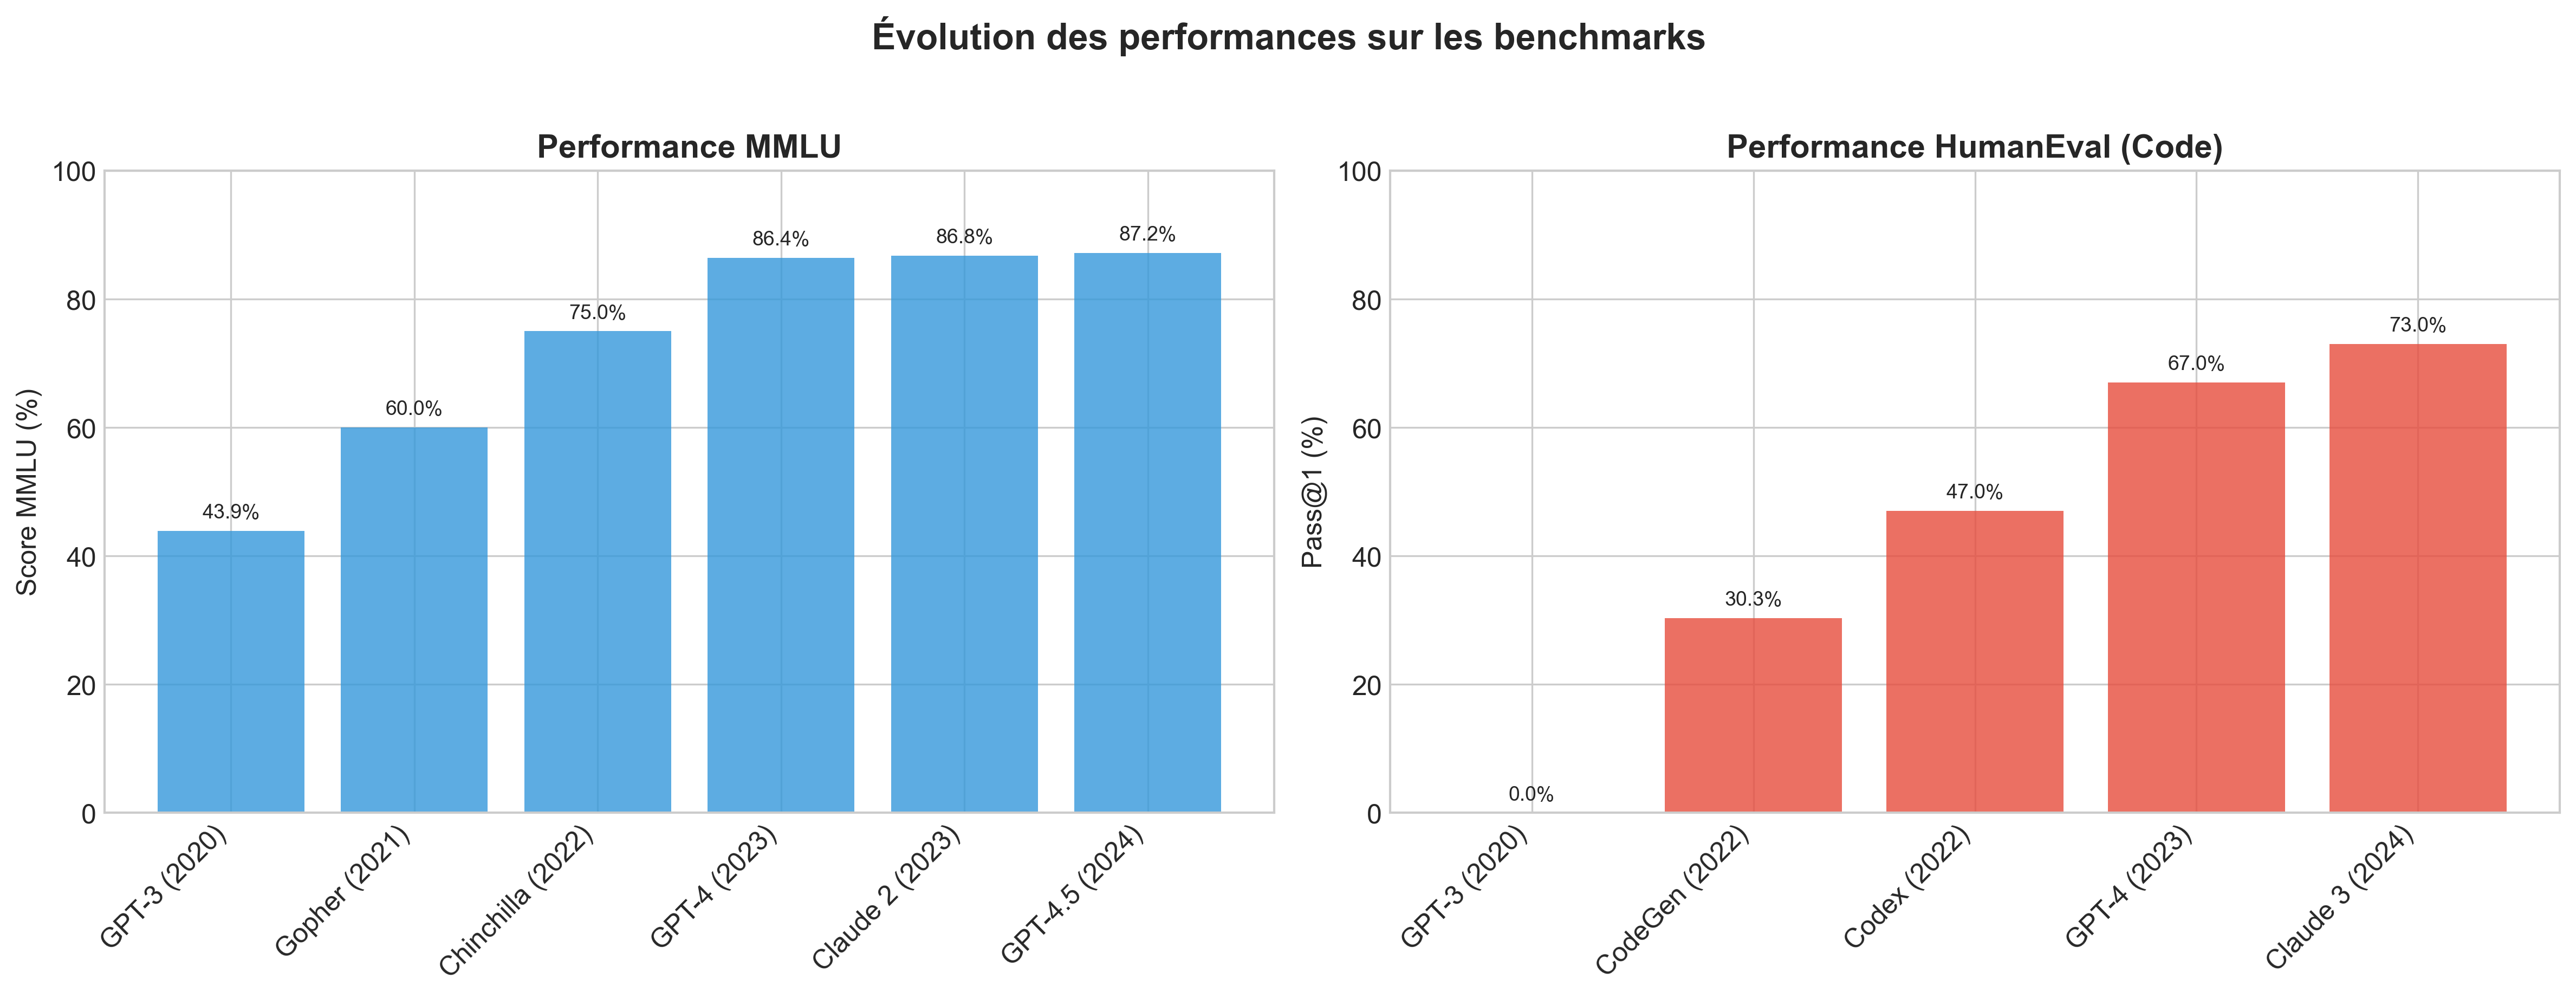 Évolution des performances sur les benchmarks
Performance MMLU
Score MMLU (%)
100
80
60
40
20
0
43.9%
60.0%
75.0%
86.4%
86.8%
87.2%
GPT-3 (2020)
Gopher (2021)
Chinchilla (2022)
GPT-4 (2023)
Claude 2 (2023)
GPT-4.5 (2024)
Performance HumanEval (Code)
Pass@1 (%)
100
80
60
40
20
0
0.0%
30.3%
47.0%
67.0%
73.0%
GPT-3 (2020)
CodeGen (2022)
Codex (2022)
GPT-4 (2023)
Claude 3 (2024)